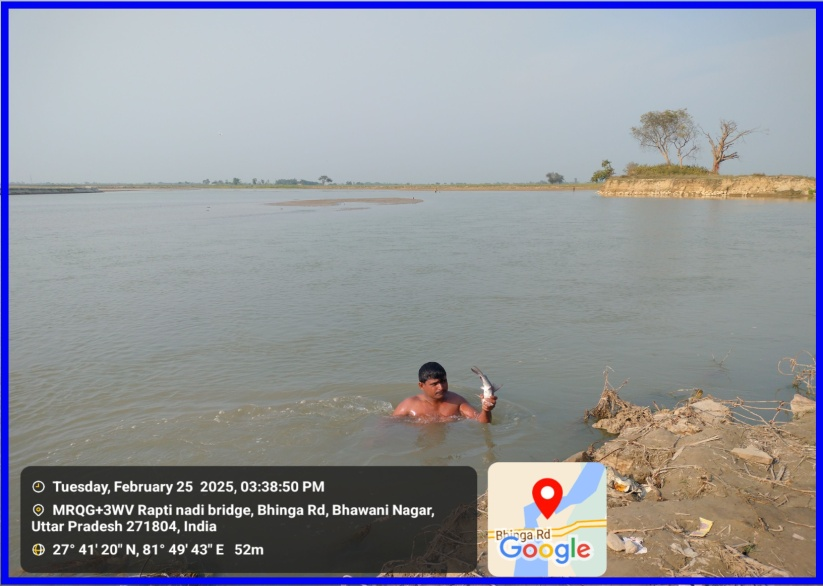 Tuesday, February 25 2025, 03:38:50 PM
MRQG+3WV Rapti nadi bridge, Bhinga Rd, Bhawani Nagar,
Uttar Pradesh 271804, India
27° 41' 20" N, 81° 49' 43" E 52m
Bhinga Rd
Google